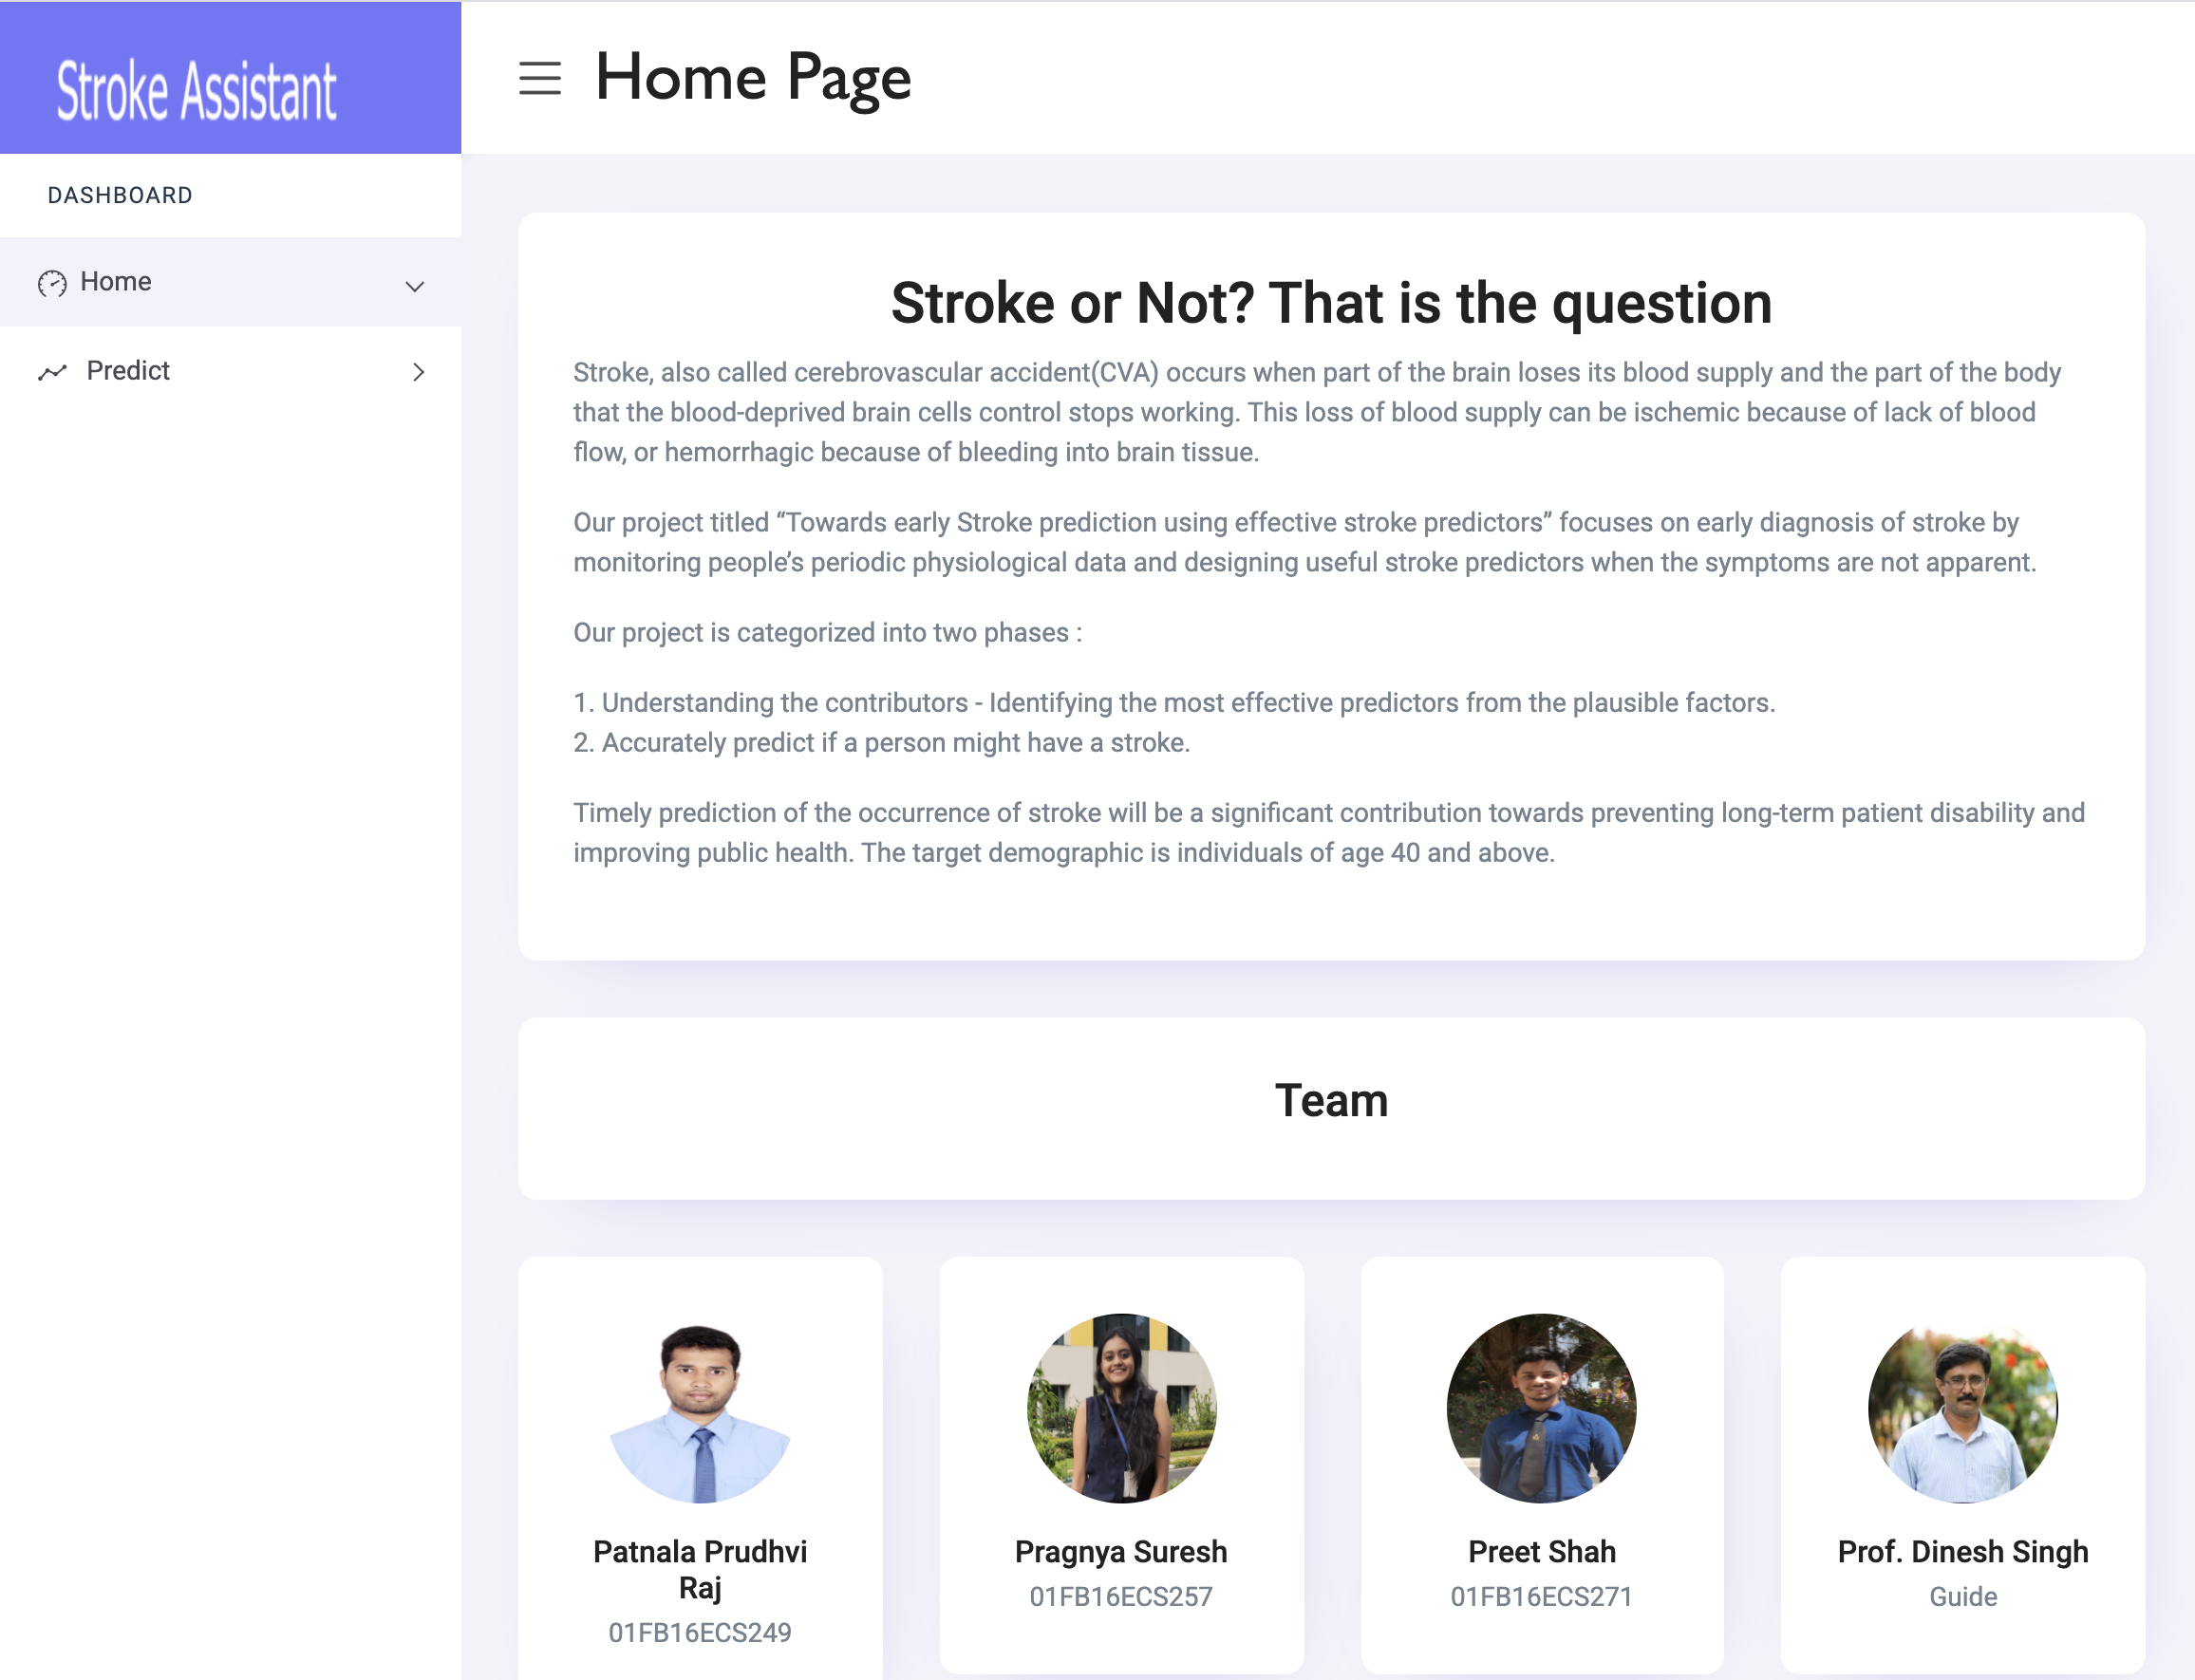 Stroke Assistant
Home Page
DASHBOARD
Home
Predict
Stroke or Not? That is the question
Stroke, also called cerebrovascular accident(CVA) occurs when part of the brain loses its blood supply and the part of the body
that the blood-deprived brain cells control stops working. This loss of blood supply can be ischemic because of lack of blood
flow, or hemorrhagic because of bleeding into brain tissue.
Our project titled “Towards early Stroke prediction using effective stroke predictors” focuses on early diagnosis of stroke by
monitoring people’s periodic physiological data and designing useful stroke predictors when the symptoms are not apparent.
Our project is categorized into two phases :
1. Understanding the contributors - Identifying the most effective predictors from the plausible factors.
2. Accurately predict if a person might have a stroke.
Timely prediction of the occurrence of stroke will be a significant contribution towards preventing long-term patient disability and
improving public health. The target demographic is individuals of age 40 and above.
Team
Patnala Prudhvi
Raj
01FB16ECS249
Pragnya Suresh
01FB16ECS257
Preet Shah
01FB16ECS271
Prof. Dinesh Singh
Guide